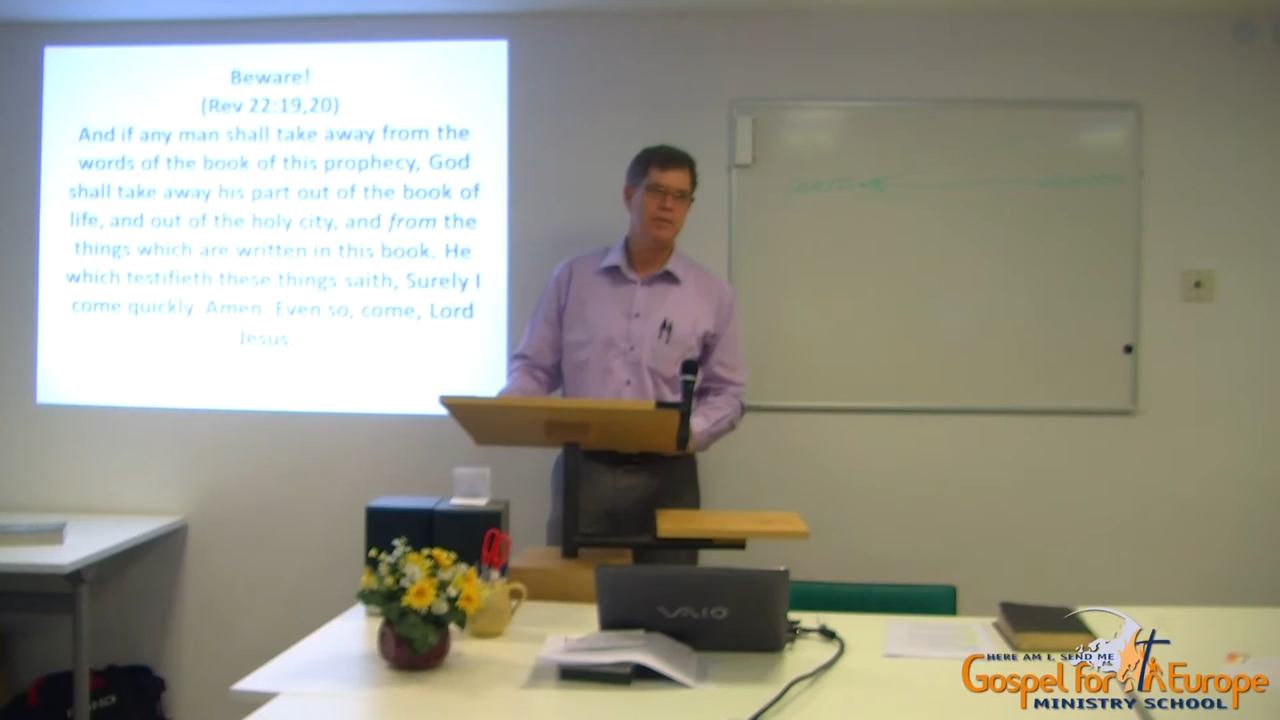 Beware!
(Rev 22:19,20)
And if any man shall take away from the
words of the book of this prophecy, God
shall take away his part out of the book of
life, and out of the holy city, and from the
things which are written in this book. He
which testifieth these things saith, Surely I
come quickly. Amen. Even so, come, Lord
Jesus.
VAIO
HERE AM I, SEND ME
Gospel for Europe
MINISTRY SCHOOL